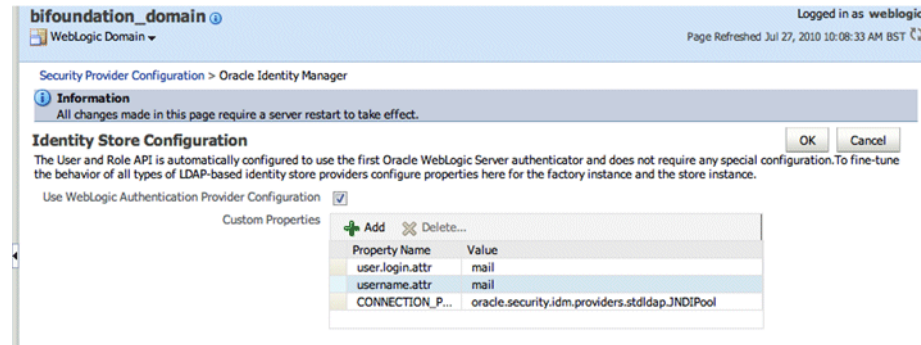 bifoundation_domain
Logged in as weblogic
WebLogic Domain
Page Refreshed Jul 27, 2010 10:08:33 AM BST
Security Provider Configuration > Oracle Identity Manager
Information
All changes made in this page require a server restart to take effect.
Identity Store Configuration
OK Cancel
The User and Role API is automatically configured to use the first Oracle WebLogic Server authenticator and does not require any special configuration.To fine-tune
the behavior of all types of LDAP-based identity store providers configure properties here for the factory instance and the store instance.
Use WebLogic Authentication Provider Configuration
Custom Properties
Add Delete...
Property Name Value
user.login.attr mail
username.attr mail
CONNECTION_P... oracle.security.idm.providers.stdldap.JNDIPool